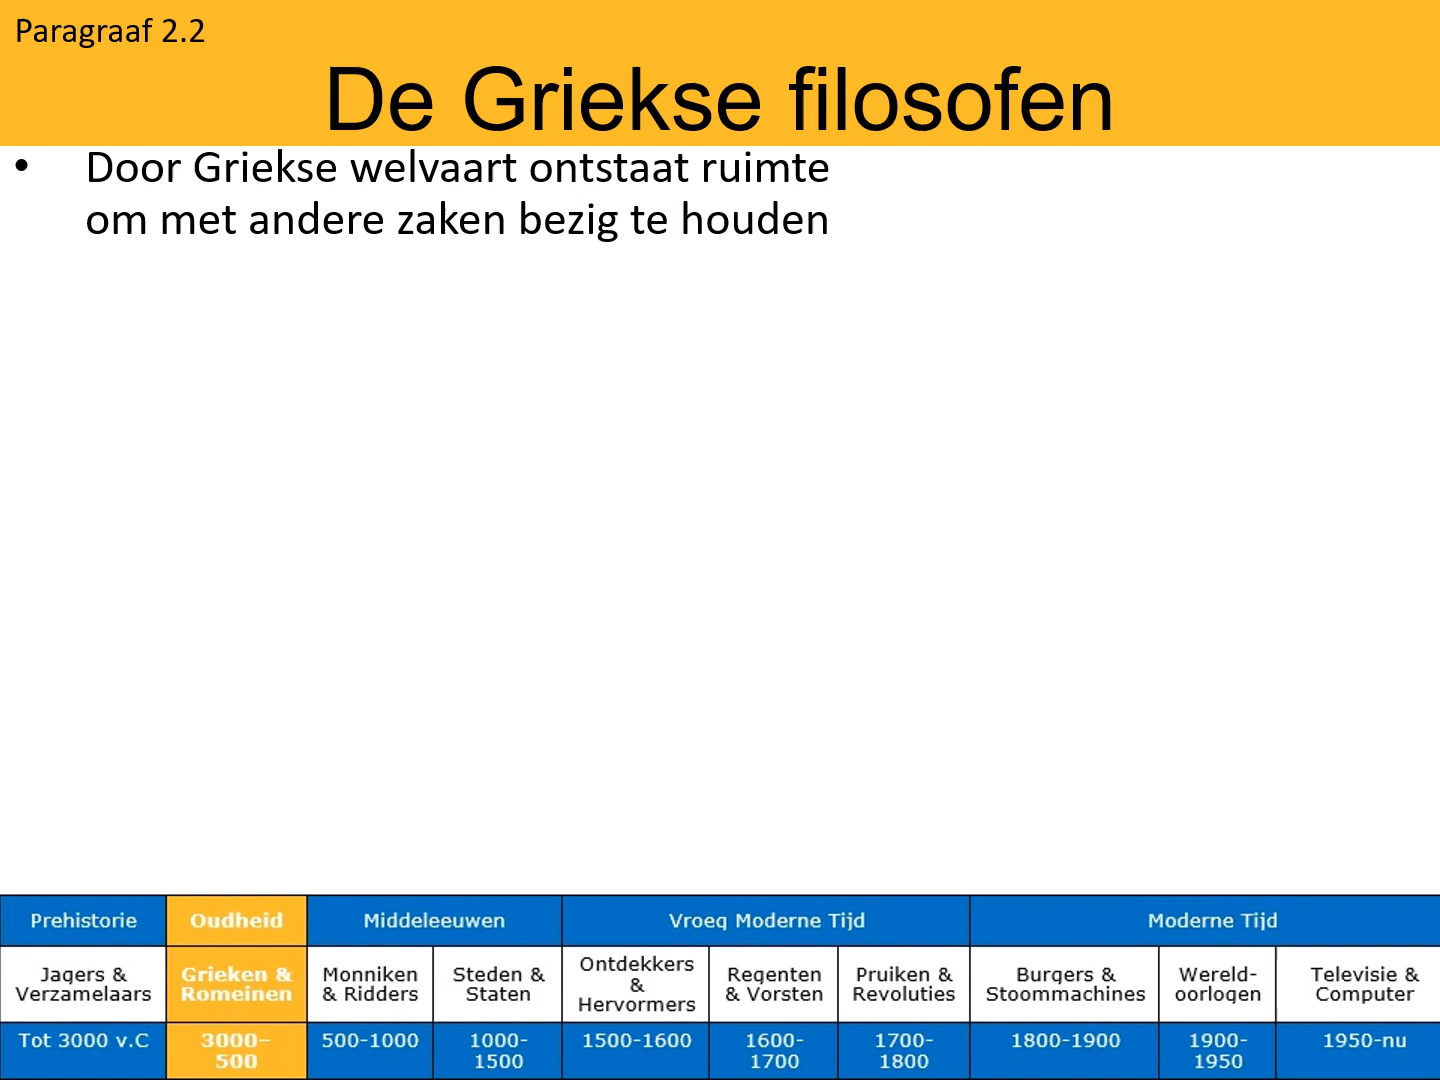 Paragraaf 2.2
De Griekse filosofen
• Door Griekse welvaart ontstaat ruimte
om met andere zaken bezig te houden
Prehistorie Oudheid Middeleeuwen Vroeg Moderne Tijd Moderne Tijd
Jagers &
Verzamelaars
Grieken &
Romeinen
Monniken
& Ridders
Steden &
Staten
Ontdekkers
&
Hervormers
Regenten
& Vorsten
Pruiken &
Revoluties
Burgers &
Stoommachines
Wereld-
oorlogen
Televisie &
Computer
Tot 3000 v.C
3000–
500
500-1000
1000-
1500
1500-1600
1600-
1700
1700-
1800
1800-1900
1900-
1950
1950-nu